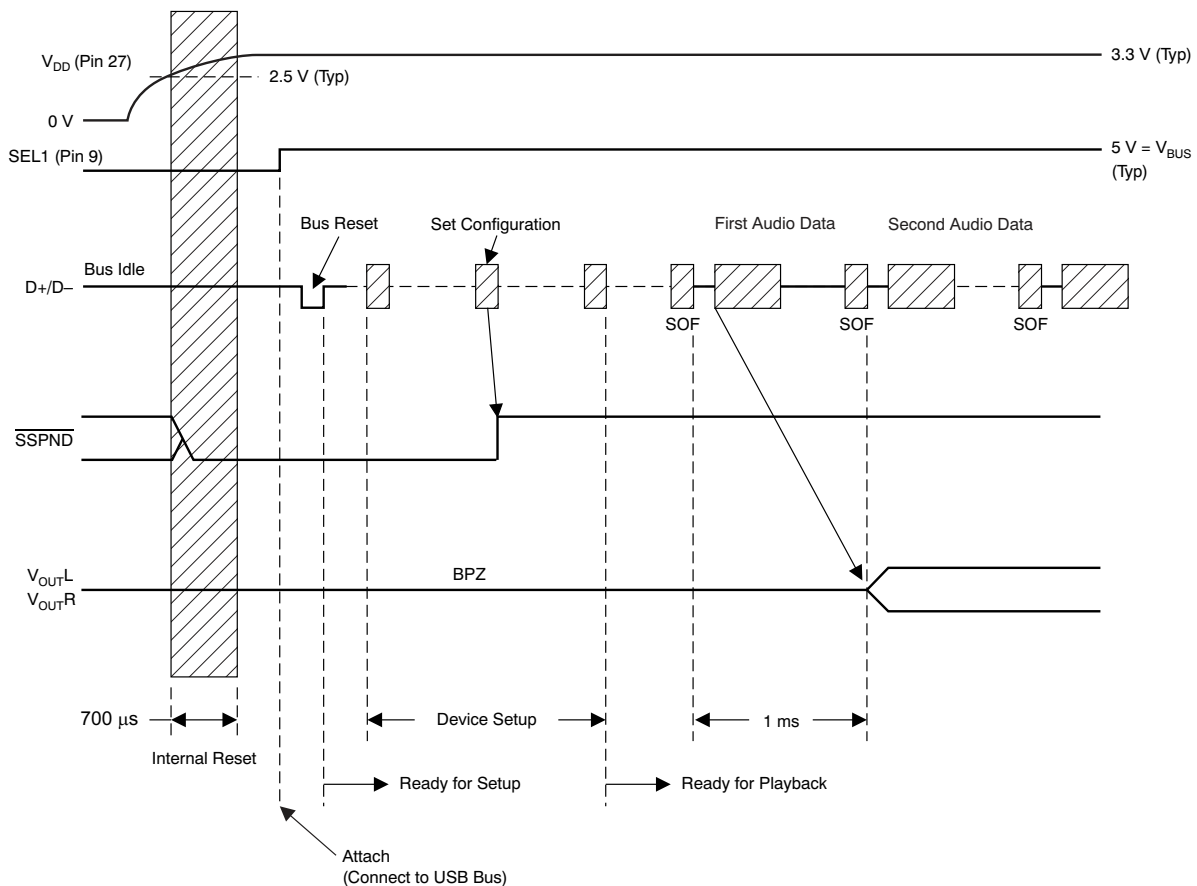 V_DD (Pin 27)
2.5 V (Typ)
3.3 V (Typ)
0 V
SEL1 (Pin 9)
5 V = V_BUS
(Typ)
Bus Reset
Set Configuration
First Audio Data
Second Audio Data
Bus Idle
D+/D–
SOF
SOF
SOF
SSPND
BPZ
V_OUTL
V_OUTR
700 μs
Device Setup
1 ms
Internal Reset
Ready for Setup
Ready for Playback
Attach
(Connect to USB Bus)